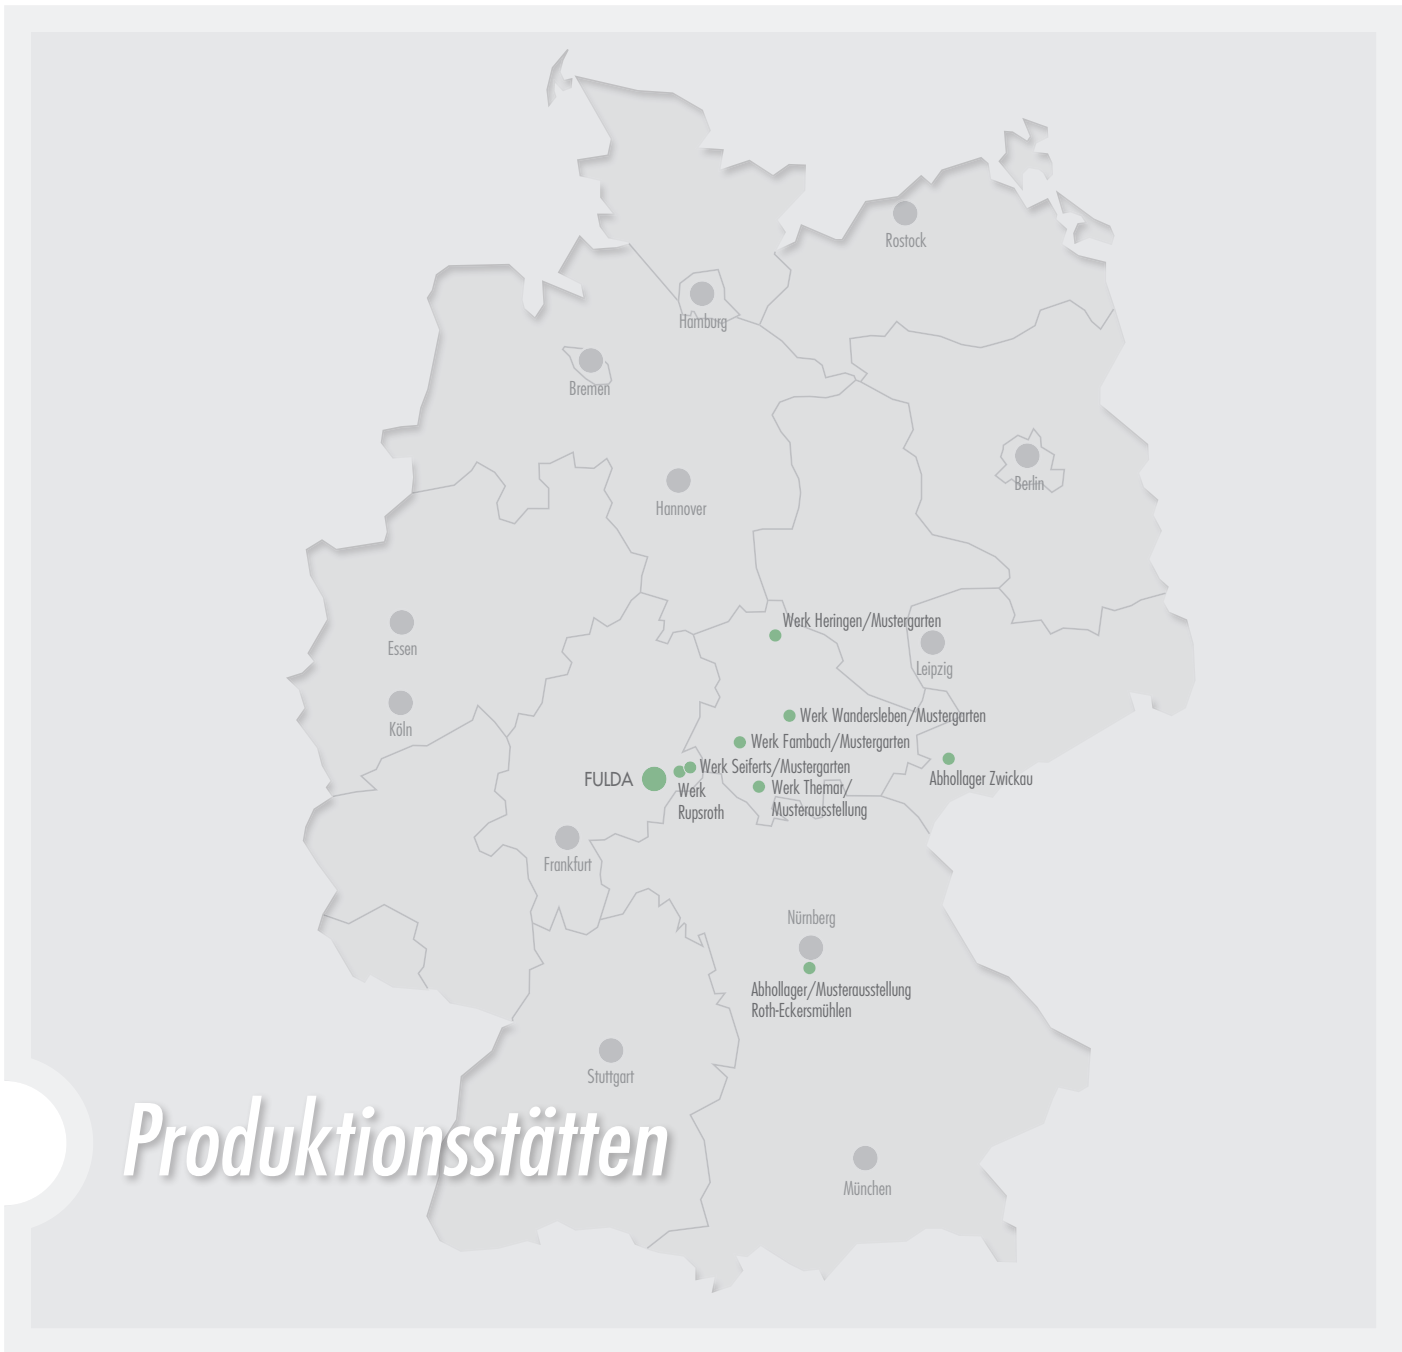 Rostock
Hamburg
Bremen
Berlin
Hannover
Werk Heringen/Mustergarten
Essen
Leipzig
Köln
Werk Wandersleben/Mustergarten
Werk Fambach/Mustergarten
Werk Seiferts/Mustergarten
FULDA
Abhollager Zwickau
Werk
Rupsroth
Werk Themar/
Musterausstellung
Frankfurt
Nürnberg
Abhollager/Musterausstellung
Roth-Eckersmühlen
Stuttgart
Produktionsstätten
München